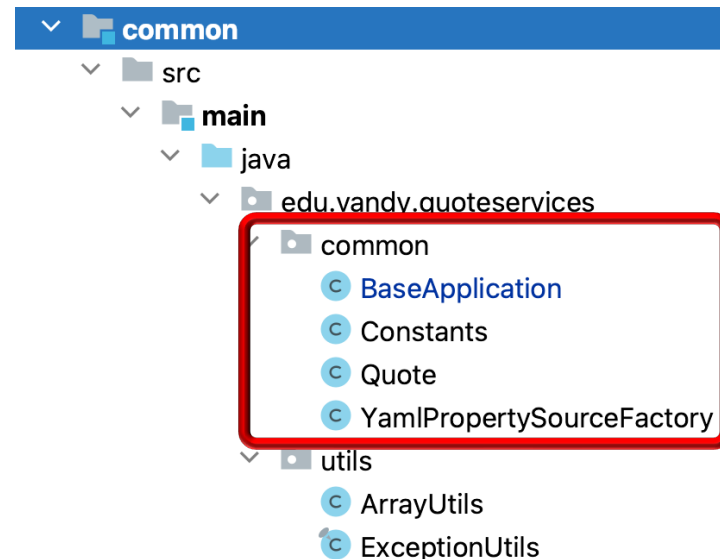 common
src
main
java
edu.vandy.quoteservices
common
C BaseApplication
C Constants
C Quote
C YamlPropertySourceFactory
utils
C ArrayUtils
C ExceptionUtils